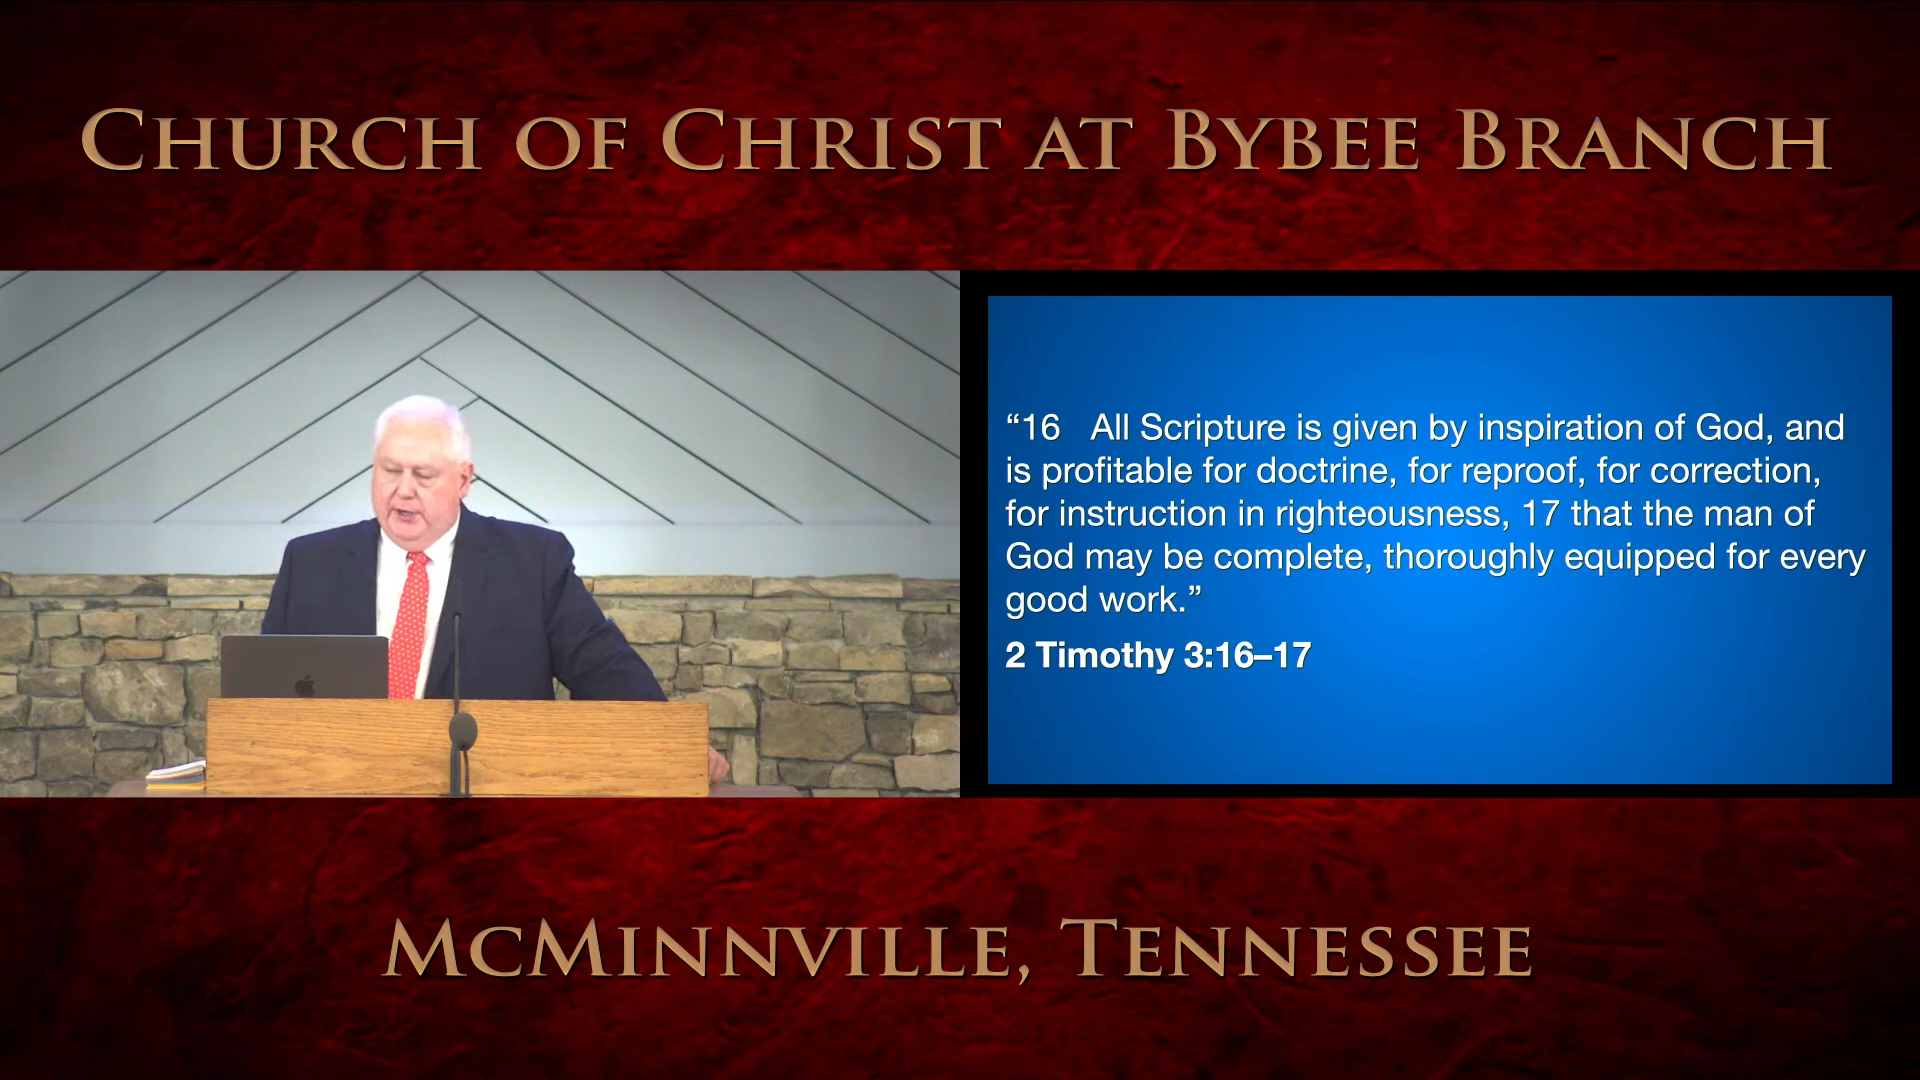 Church of Christ at Bybee Branch
“16 All Scripture is given by inspiration of God, and
is profitable for doctrine, for reproof, for correction,
for instruction in righteousness, 17 that the man of
God may be complete, thoroughly equipped for every
good work.”
2 Timothy 3:16–17
McMinnville, Tennessee